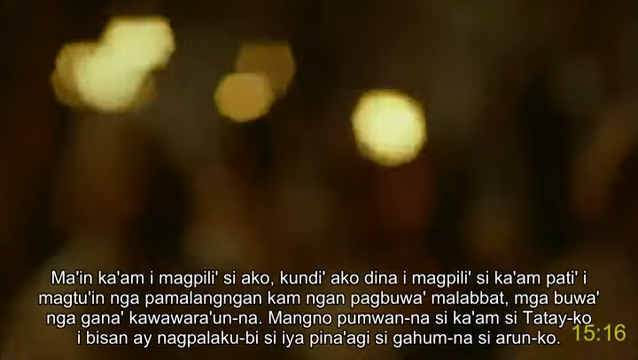 Ma'in ka'am i magpili' si ako, kundi' ako dina i magpili' si ka'am pati' i
magtu'in nga pamalangngan kam ngan pagbuwa' malabbat, mga buwa'
nga gana' kawawara'un-na. Mangno pumwan-na si ka'am si Tatay-ko
i bisan ay nagpalaku-bi si iya pina'agi si gahum-na si arun-ko.
15:16